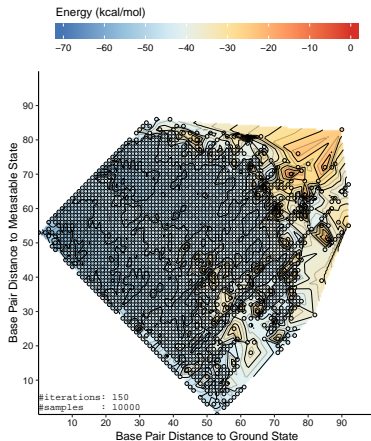 Energy (kcal/mol)
−70 −60 −50 −40 −30 −20 −10 0
Base Pair Distance to Metastable State
90
80
70
60
50
40
30
20
10
#iterations: 150
#samples : 10000
10 20 30 40 50 60 70 80 90
Base Pair Distance to Ground State